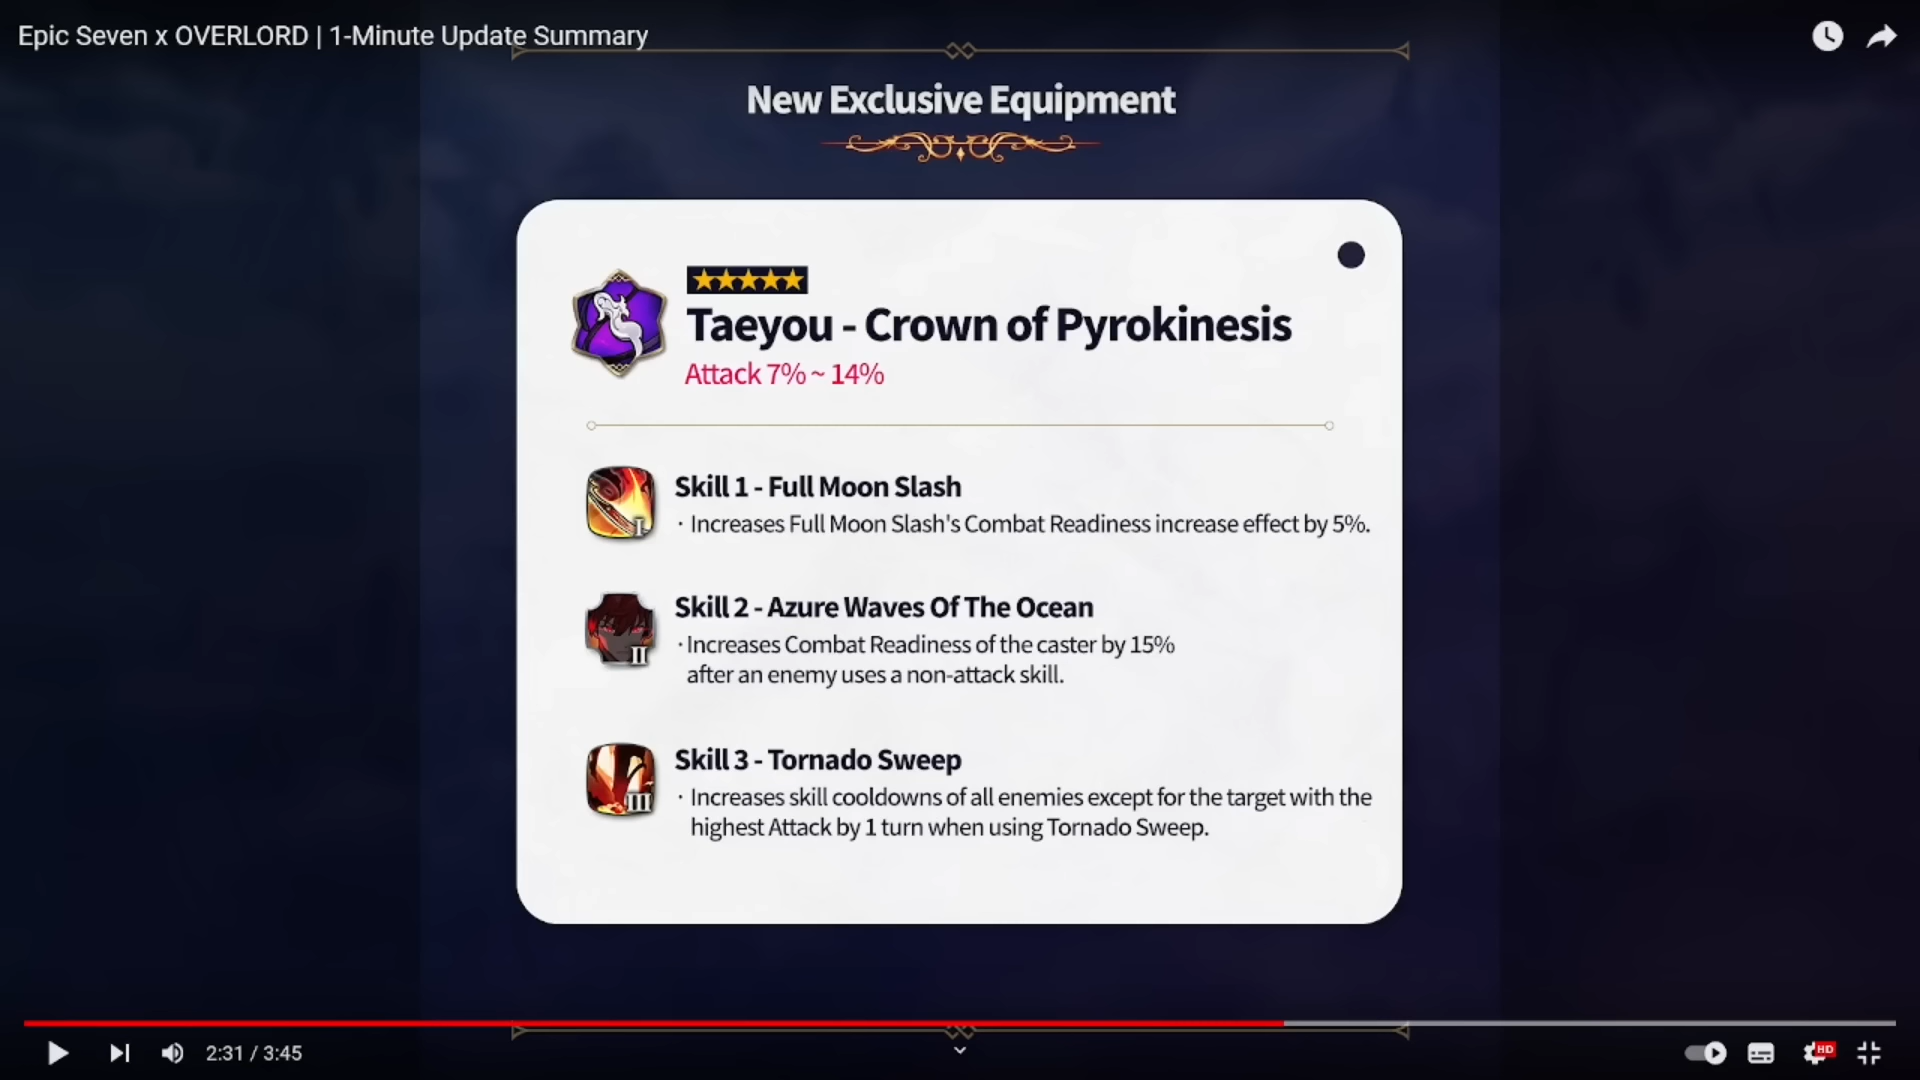 Epic Seven x OVERLORD | 1-Minute Update Summary
New Exclusive Equipment
Taeyou - Crown of Pyrokinesis
Attack 7% ~ 14%
I
Skill 1 - Full Moon Slash
· Increases Full Moon Slash's Combat Readiness increase effect by 5%.
II
Skill 2 - Azure Waves Of The Ocean
· Increases Combat Readiness of the caster by 15%
after an enemy uses a non-attack skill.
III
Skill 3 - Tornado Sweep
· Increases skill cooldowns of all enemies except for the target with the
highest Attack by 1 turn when using Tornado Sweep.
2:31 / 3:45
HD